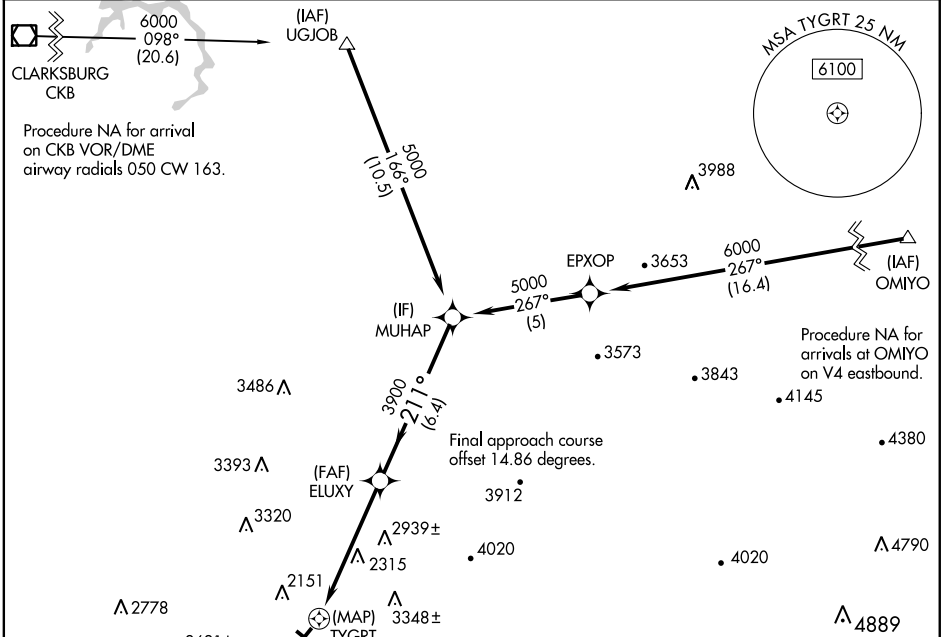 6000
098°
(20.6)
(IAF)
UGJOB
CLARKSBURG
CKB
Procedure NA for arrival
on CKB VOR/DME
airway radials 050 CW 163.
MSA TYGRT 25 NM
6100
5000
166°
(10.5)
3988
EPXOP
3653
6000
267°
(16.4)
(IAF)
OMIYO
5000
267°
(5)
(IF)
MUHAP
Procedure NA for
arrivals at OMIYO
on V4 eastbound.
3573
3843
4145
3486
3900
211°
(6.4)
Final approach course
offset 14.86 degrees.
4380
3393
(FAF)
ELUXY
3912
3320
2939±
2315
4020
4020
4790
2151
2778
(MAP)
TYGRT
3348±
4889